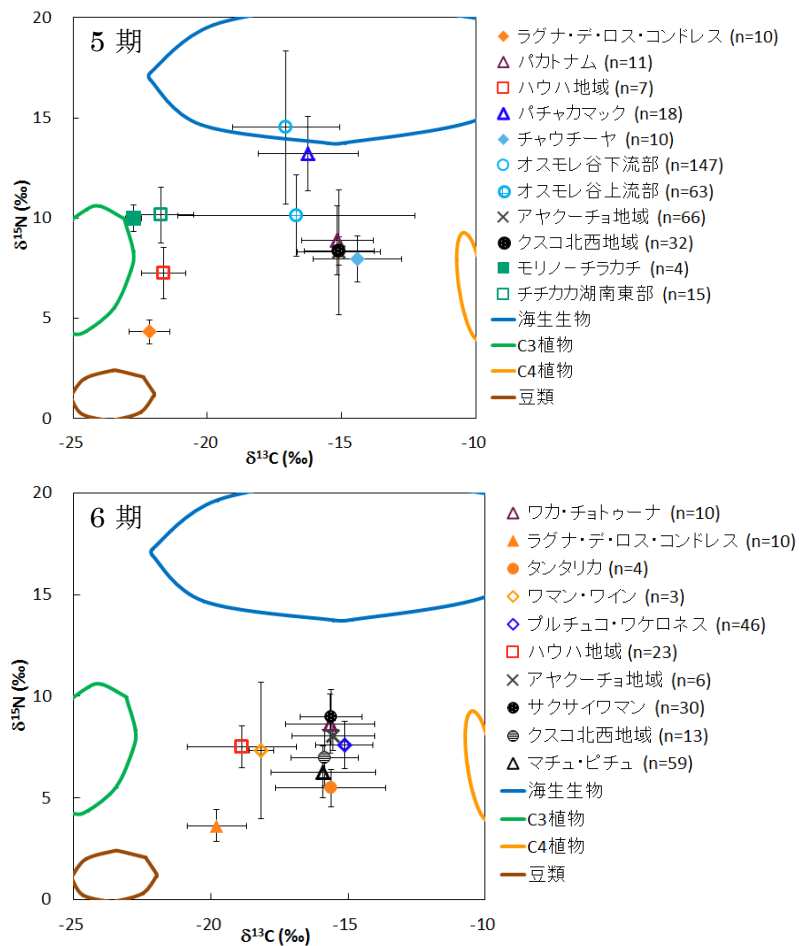 5 期
20
15
10
5
0
-25
-20
-15
-10
δ15N (‰)
δ13C (‰)
ラグナ・デ・ロス・コンドレス (n=10)
パカトナム (n=11)
ハウハ地域 (n=7)
パチャカマック (n=18)
チャウチーヤ (n=10)
オスモレ谷下流部 (n=147)
オスモレ谷上流部 (n=63)
アヤクーチョ地域 (n=66)
クスコ北西地域 (n=32)
モリノーチラカチ (n=4)
チチカカ湖南東部 (n=15)
海生生物
C3植物
C4植物
豆類
6 期
20
15
10
5
0
-25
-20
-15
-10
δ15N (‰)
δ13C (‰)
ワカ・チョトゥーナ (n=10)
ラグナ・デ・ロス・コンドレス (n=10)
タンタリカ (n=4)
ワマン・ワイン (n=3)
プルチュコ・ワケロネス (n=46)
ハウハ地域 (n=23)
アヤクーチョ地域 (n=6)
サクサイワマン (n=30)
クスコ北西地域 (n=13)
マチュ・ピチュ (n=59)
海生生物
C3植物
C4植物
豆類